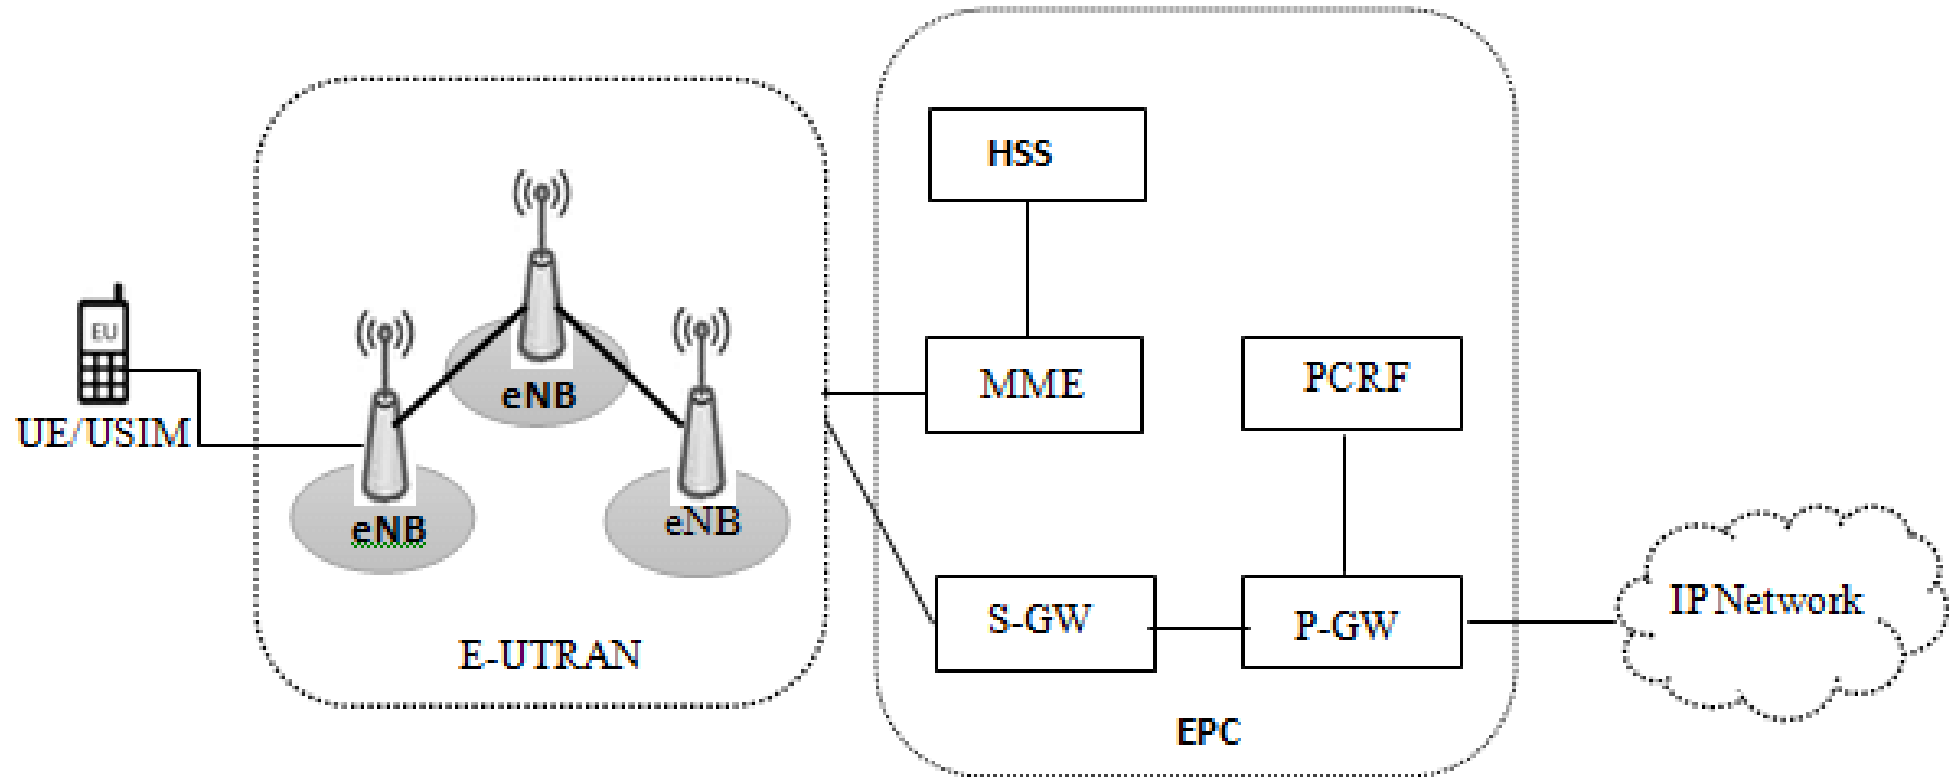 EU
UE/USIM
eNB
eNB
eNB
E-UTRAN
HSS
MME
PCRF
S-GW
P-GW
EPC
IP Network